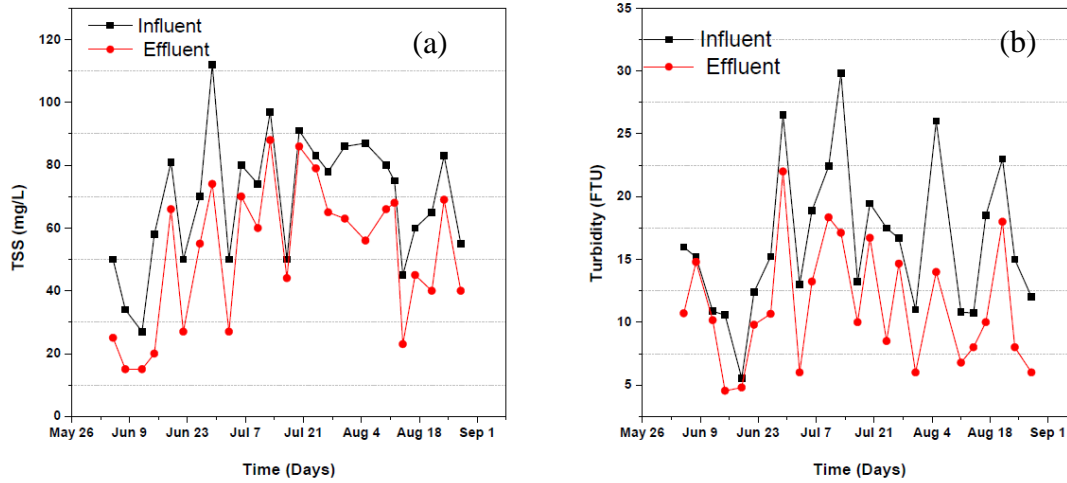 Influent
Effluent
(a)
120
100
80
60
40
20
0
TSS (mg/L)
May 26 Jun 9 Jun 23 Jul 7 Jul 21 Aug 4 Aug 18 Sep 1
Time (Days)
Influent
Effluent
(b)
35
30
25
20
15
10
5
Turbidity (FTU)
May 26 Jun 9 Jun 23 Jul 7 Jul 21 Aug 4 Aug 18 Sep 1
Time (Days)